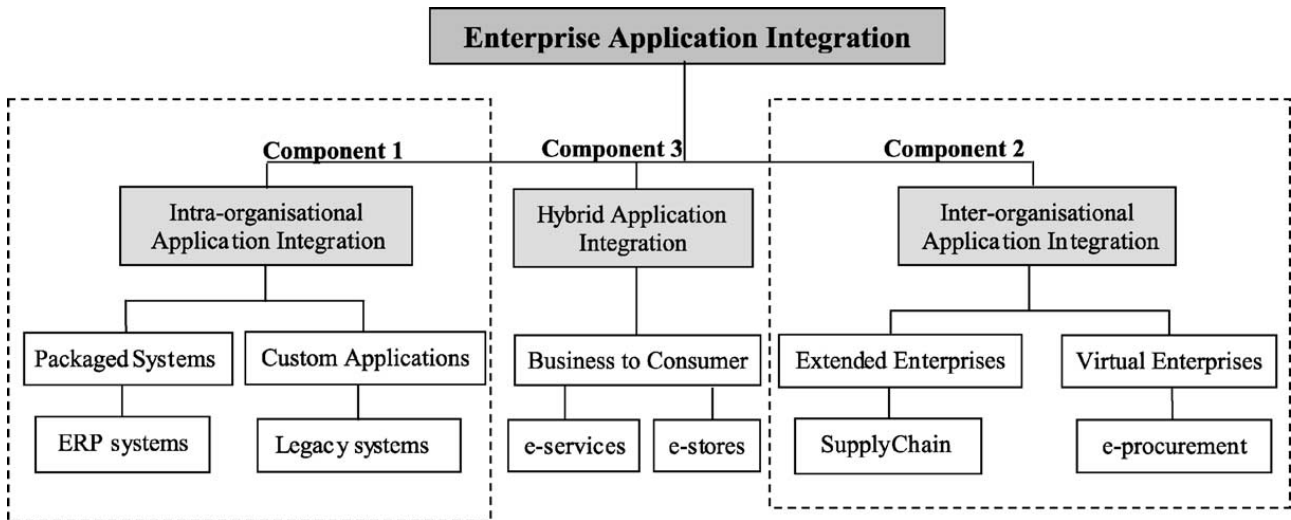 Enterprise Application Integration
Component 1
Component 3
Component 2
Intra-organisational
Application Integration
Hybrid Application
Integration
Inter-organisational
Application Integration
Packaged Systems
Custom Applications
Business to Consumer
Extended Enterprises
Virtual Enterprises
ERP systems
Legacy systems
e-services
e-stores
SupplyChain
e-procurement